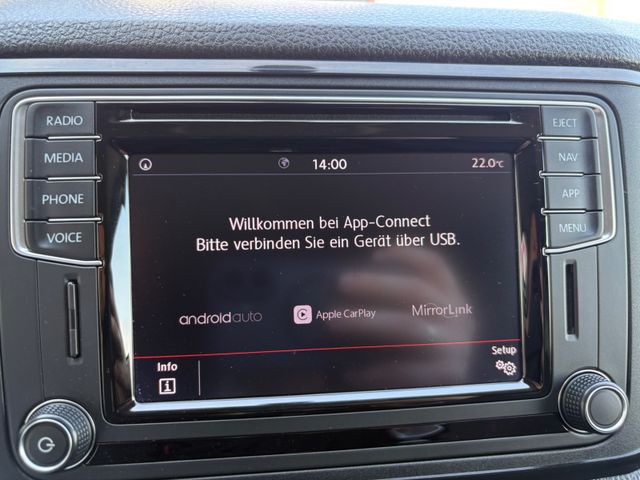 RADIO
MEDIA
PHONE
VOICE
EJECT
NAV
APP
MENU
14:00
22.0°C
Willkommen bei App-Connect
Bitte verbinden Sie ein Gerät über USB.
androidauto
Apple CarPlay
MirrorLink
Info
Setup